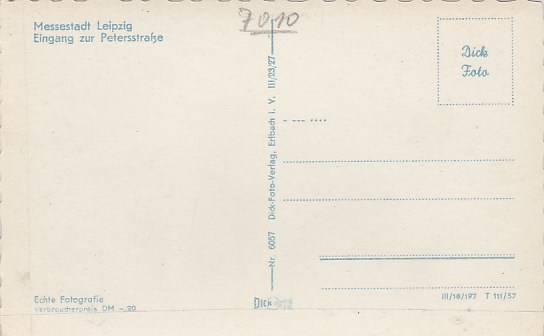 Messestadt Leipzig
Eingang zur Petersstraße
7010
Dick
Foto
Nr. 6057 Dick-Foto-Verlag, Erlbach i. V. III/23/27
Echte Fotografie
Verbraucherpreis DM -.20
DICK
III/18/197 T 111/57